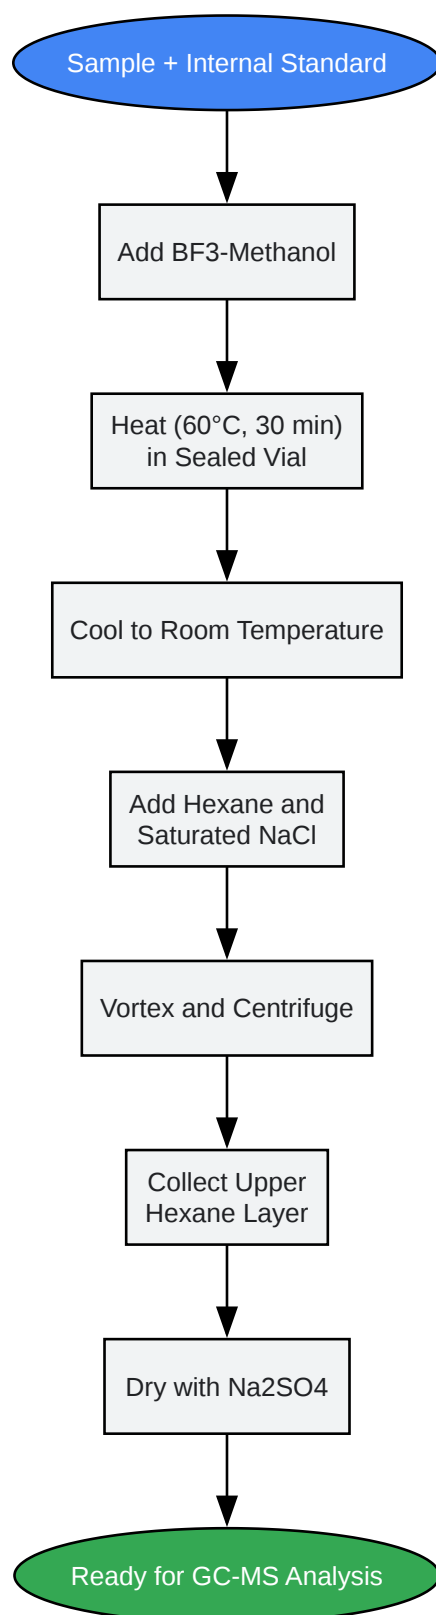 Sample + Internal Standard
Add BF3-Methanol
Heat (60°C, 30 min)
in Sealed Vial
Cool to Room Temperature
Add Hexane and
Saturated NaCl
Vortex and Centrifuge
Collect Upper
Hexane Layer
Dry with Na2SO4
Ready for GC-MS Analysis